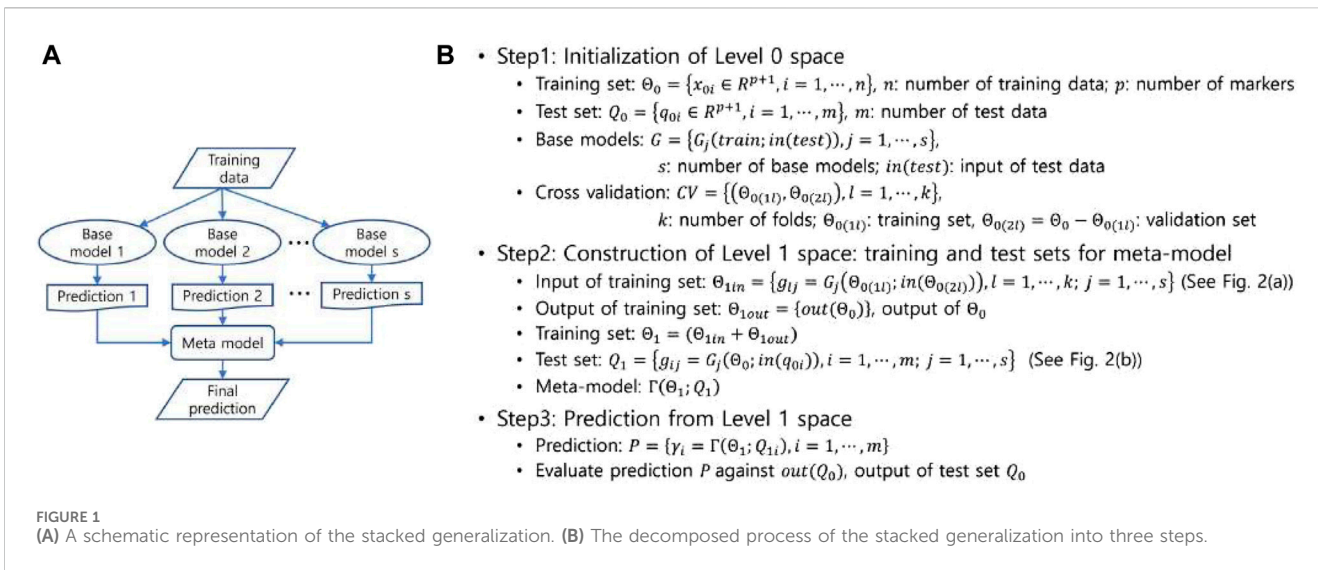 A
Training
data
Base
model 1
Base
model 2
...
Base
model s
Prediction 1
Prediction 2
...
Prediction s
Meta model
Final
prediction
B
• Step1: Initialization of Level 0 space
• Training set: Θ₀ = {x₀ᵢ ∈ Rᵖ⁺¹, i = 1, ⋯, n}, n: number of training data; p: number of markers
• Test set: Q₀ = {q₀ᵢ ∈ Rᵖ⁺¹, i = 1, ⋯, m}, m: number of test data
• Base models: G = {Gⱼ(train; in(test)), j = 1, ⋯, s},
s: number of base models; in(test): input of test data
• Cross validation: CV = {(Θ₀₍₁ₗ₎, Θ₀₍₂ₗ₎), l = 1, ⋯, k},
k: number of folds; Θ₀₍₁ₗ₎: training set, Θ₀₍₂ₗ₎ = Θ₀ − Θ₀₍₁ₗ₎: validation set
• Step2: Construction of Level 1 space: training and test sets for meta-model
• Input of training set: Θ₁ᵢₙ = {gₗⱼ = Gⱼ(Θ₀₍₁ₗ₎; in(Θ₀₍₂ₗ₎)), l = 1, ⋯, k; j = 1, ⋯, s} (See Fig. 2(a))
• Output of training set: Θ₁ₒᵤₜ = {out(Θ₀)}, output of Θ₀
• Training set: Θ₁ = (Θ₁ᵢₙ + Θ₁ₒᵤₜ)
• Test set: Q₁ = {gᵢⱼ = Gⱼ(Θ₀; in(q₀ᵢ)), i = 1, ⋯, m; j = 1, ⋯, s} (See Fig. 2(b))
• Meta-model: Γ(Θ₁; Q₁)
• Step3: Prediction from Level 1 space
• Prediction: P = {γᵢ = Γ(Θ₁; Q₁ᵢ), i = 1, ⋯, m}
• Evaluate prediction P against out(Q₀), output of test set Q₀
FIGURE 1
(A) A schematic representation of the stacked generalization. (B) The decomposed process of the stacked generalization into three steps.